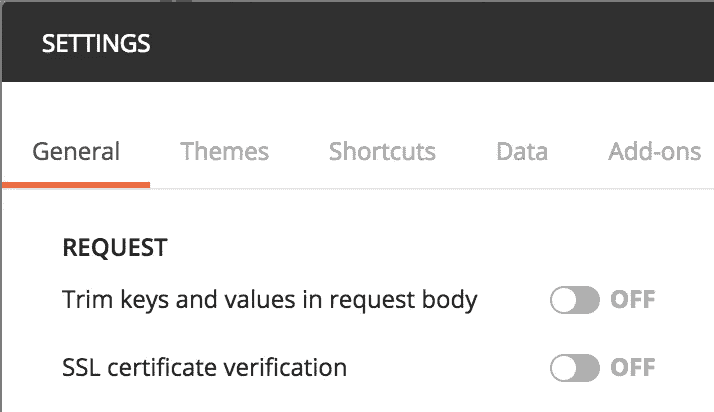 SETTINGS
General Themes Shortcuts Data Add-ons
REQUEST
Trim keys and values in request body OFF
SSL certificate verification OFF